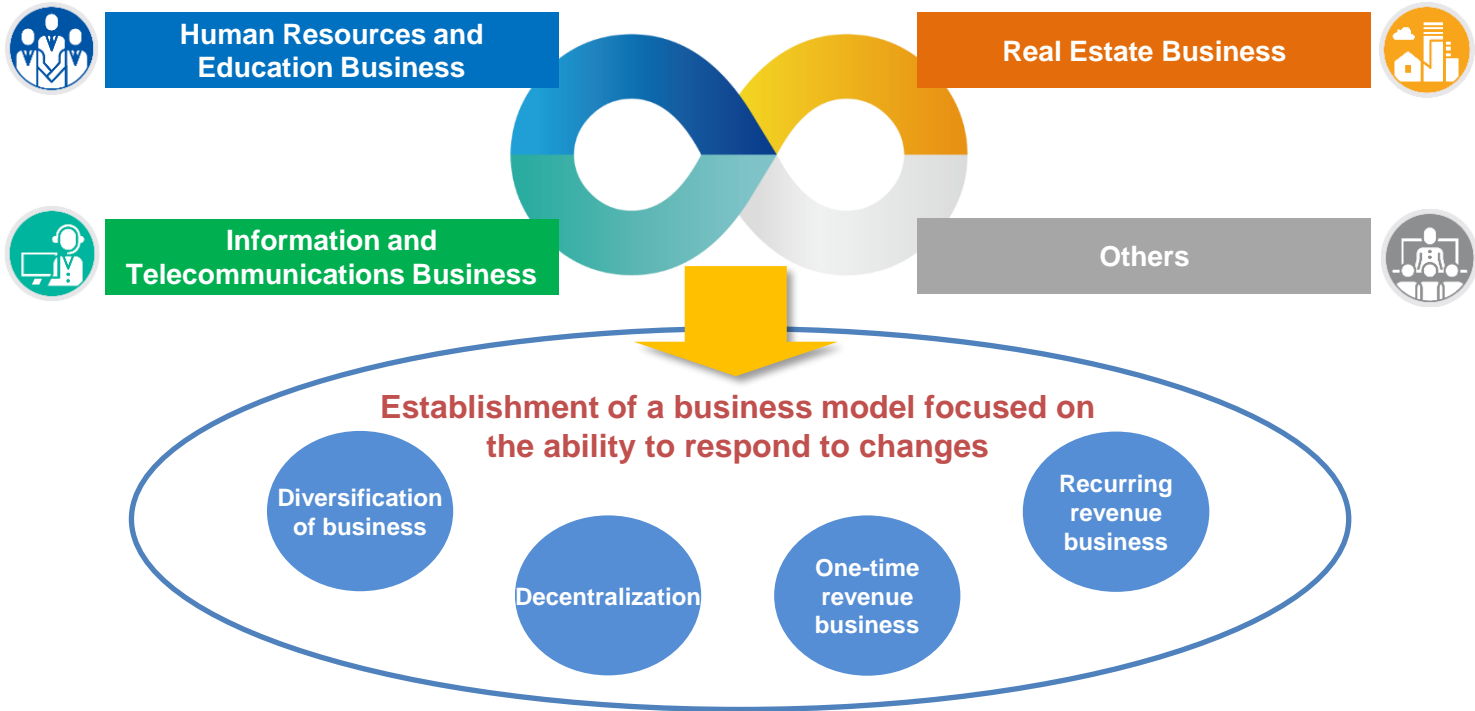 Human Resources and
Education Business
Real Estate Business
Information and
Telecommunications Business
Others
Establishment of a business model focused on
the ability to respond to changes
Diversification
of business
Decentralization
One-time
revenue
business
Recurring
revenue
business